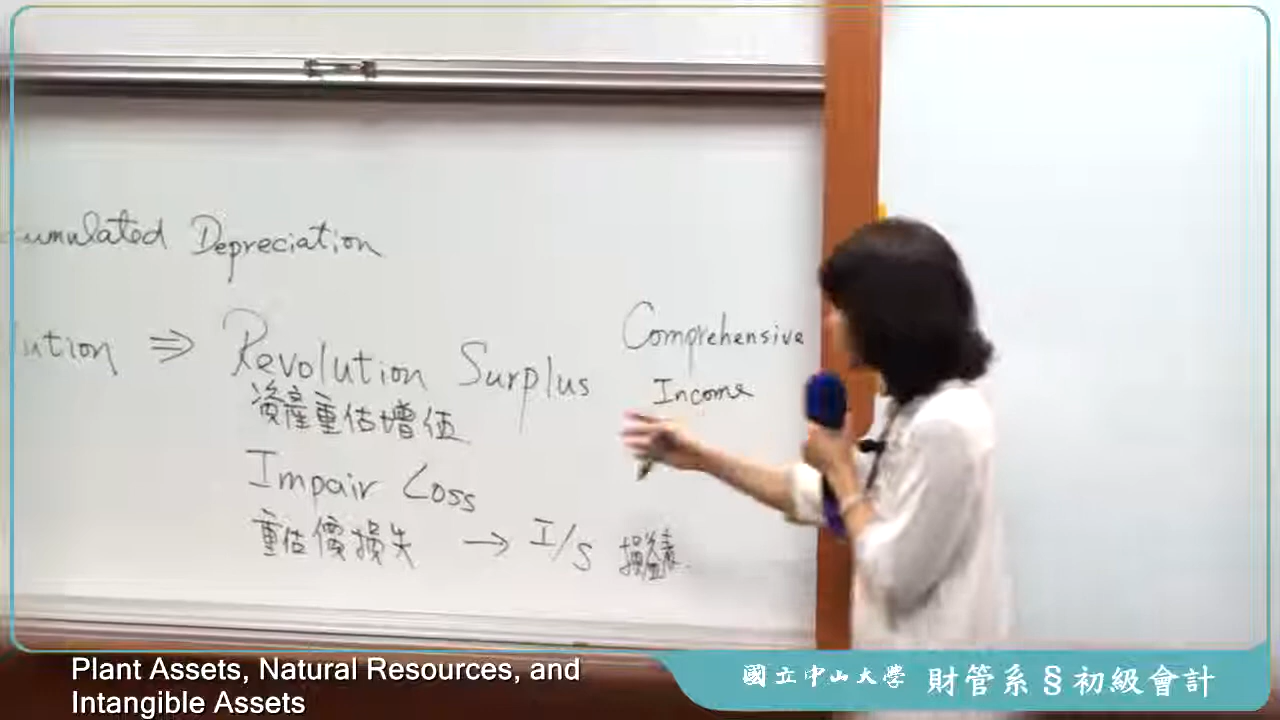 cumulated Depreciation
ution ⇒ Revolution Surplus
資產重估增值
Comprehensive
Income
Impair Loss
重估價損失 → I/S 損益表
Plant Assets, Natural Resources, and
Intangible Assets
國立中山大學 財管系§初級會計